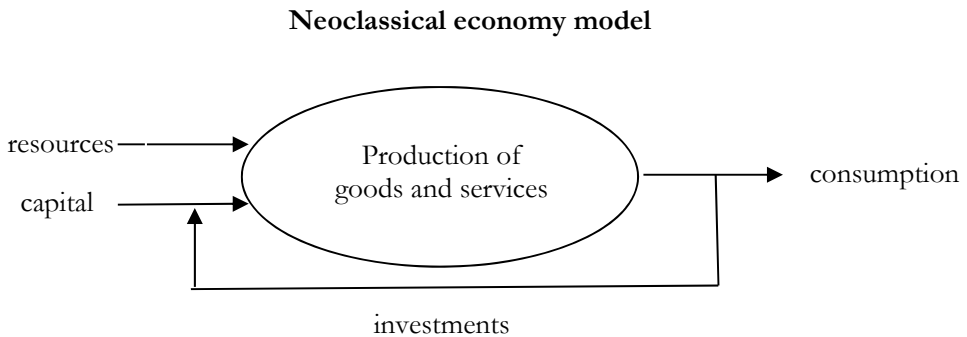 Neoclassical economy model
resources
Production of
goods and services
consumption
capital
investments